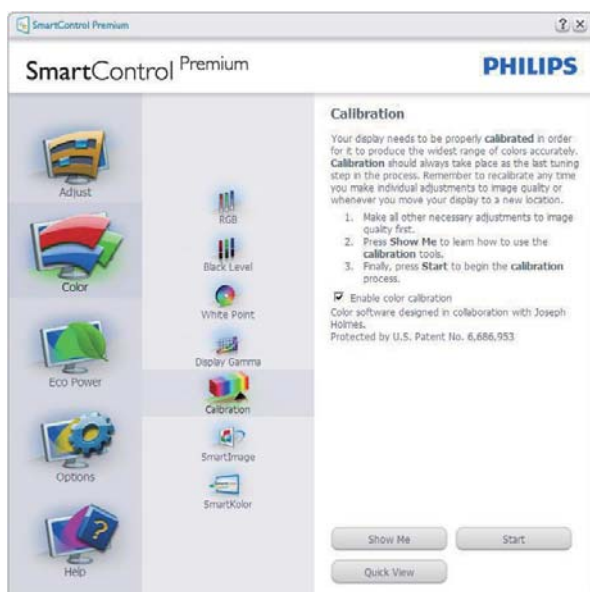 SmartControl Premium
SmartControl Premium
PHILIPS
Adjust
Color
Eco Power
Options
Help
RGB
Black Level
White Point
Display Gamma
Calibration
SmartImage
SmartKolor
Calibration
Your display needs to be properly calibrated in order
for it to produce the widest range of colors accurately.
Calibration should always take place as the last tuning
step in the process. Remember to recalibrate any time
you make individual adjustments to image quality or
whenever you move your display to a new location.
1. Make all other necessary adjustments to image
quality first.
2. Press Show Me to learn how to use the
calibration tools.
3. Finally, press Start to begin the calibration
process.
Enable color calibration
Color software designed in collaboration with Joseph
Holmes.
Protected by U.S. Patent No. 6,686,953
Show Me
Start
Quick View